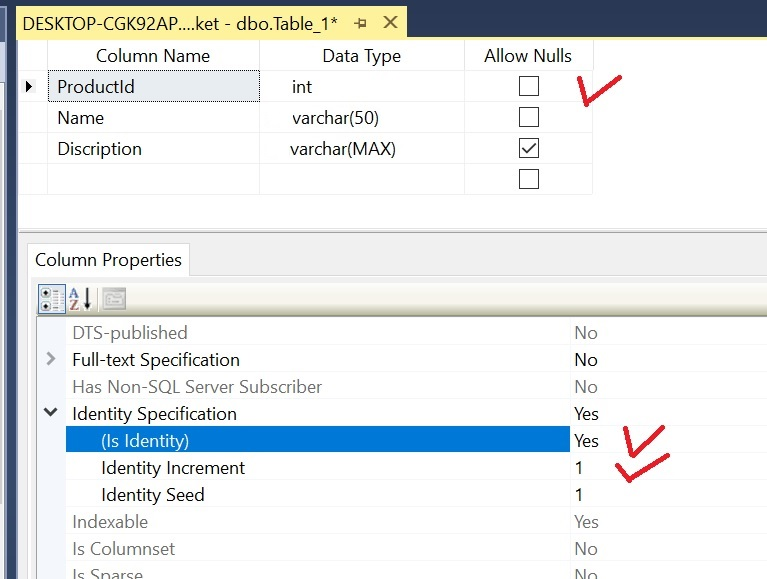 DESKTOP-CGK92AP....ket - dbo.Table_1*
Column Name Data Type Allow Nulls
ProductId int
Name varchar(50)
Discription varchar(MAX)
Column Properties
A
Z
DTS-published No
Full-text Specification No
Has Non-SQL Server Subscriber No
Identity Specification Yes
(Is Identity) Yes
Identity Increment 1
Identity Seed 1
Indexable Yes
Is Columnset No
Is Sparse No